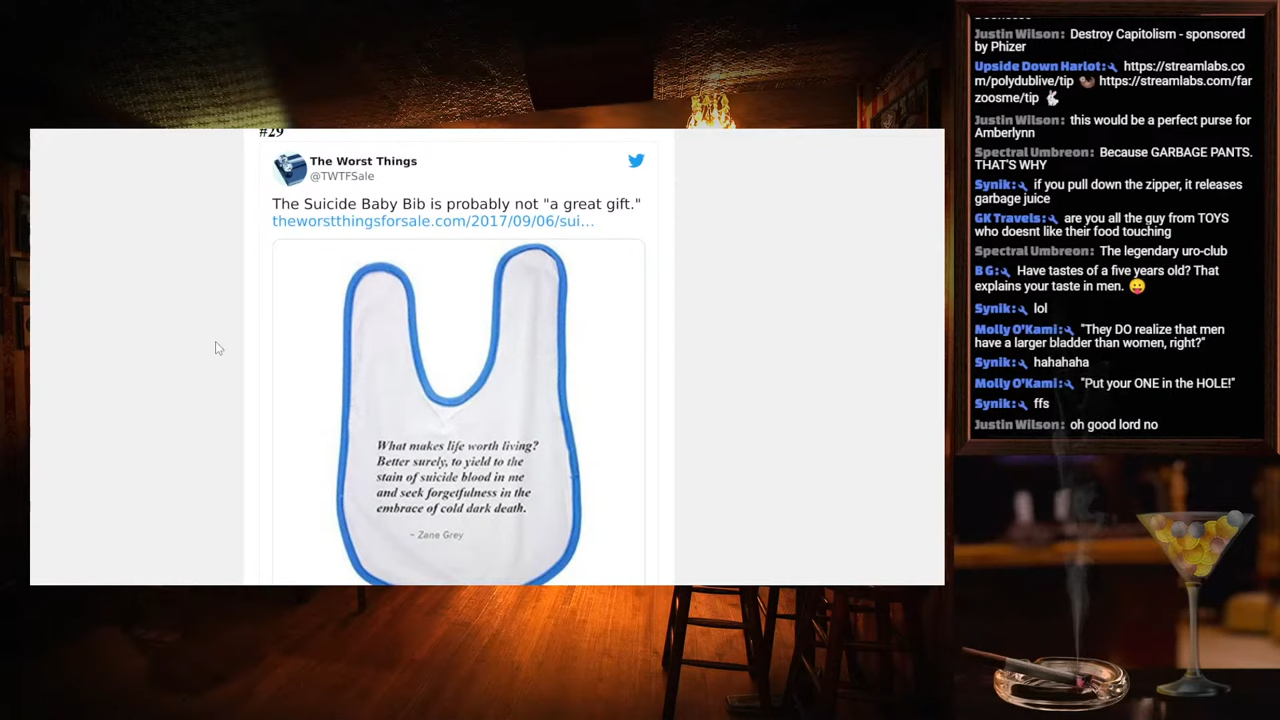 #29
The Worst Things
@TWTFSale
The Suicide Baby Bib is probably not "a great gift."
theworstthingsforsale.com/2017/09/06/sui…
What makes life worth living?
Better surely, to yield to the
stain of suicide blood in me
and seek forgetfulness in the
embrace of cold dark death.
~ Zane Grey
Justin Wilson: Destroy Capitolism - sponsored
by Phizer
Upside Down Harlot: https://streamlabs.co
m/polydublive/tip https://streamlabs.com/far
zoosme/tip
Justin Wilson: this would be a perfect purse for
Amberlynn
Spectral Umbreon: Because GARBAGE PANTS.
THAT'S WHY
Synik: if you pull down the zipper, it releases
garbage juice
GK Travels: are you all the guy from TOYS
who doesnt like their food touching
Spectral Umbreon: The legendary uro-club
BG: Have tastes of a five years old? That
explains your taste in men. 😛
Synik: lol
Molly O'Kami: "They DO realize that men
have a larger bladder than women, right?"
Synik: hahahaha
Molly O'Kami: "Put your ONE in the HOLE!"
Synik: ffs
Justin Wilson: oh good lord no